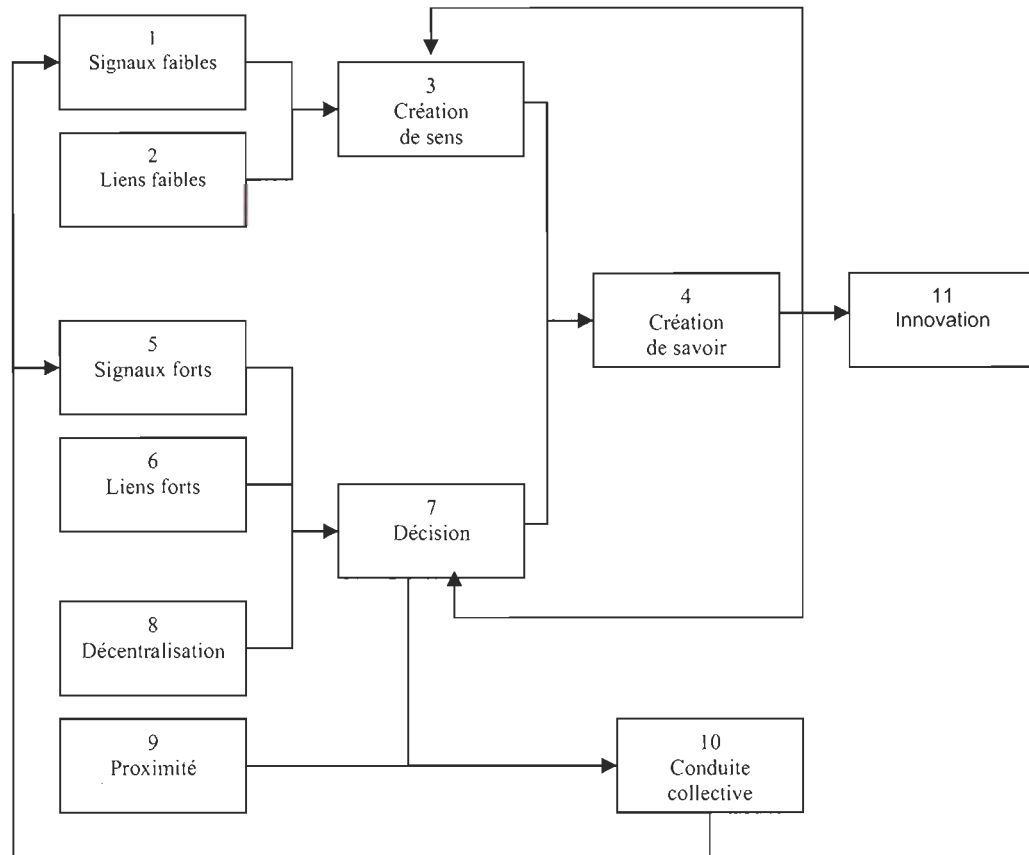 1
Signaux faibles
2
Liens faibles
3
Création
de sens
4
Création
de savoir
11
Innovation
5
Signaux forts
6
Liens forts
7
Décision
8
Décentralisation
9
Proximité
10
Conduite
collective